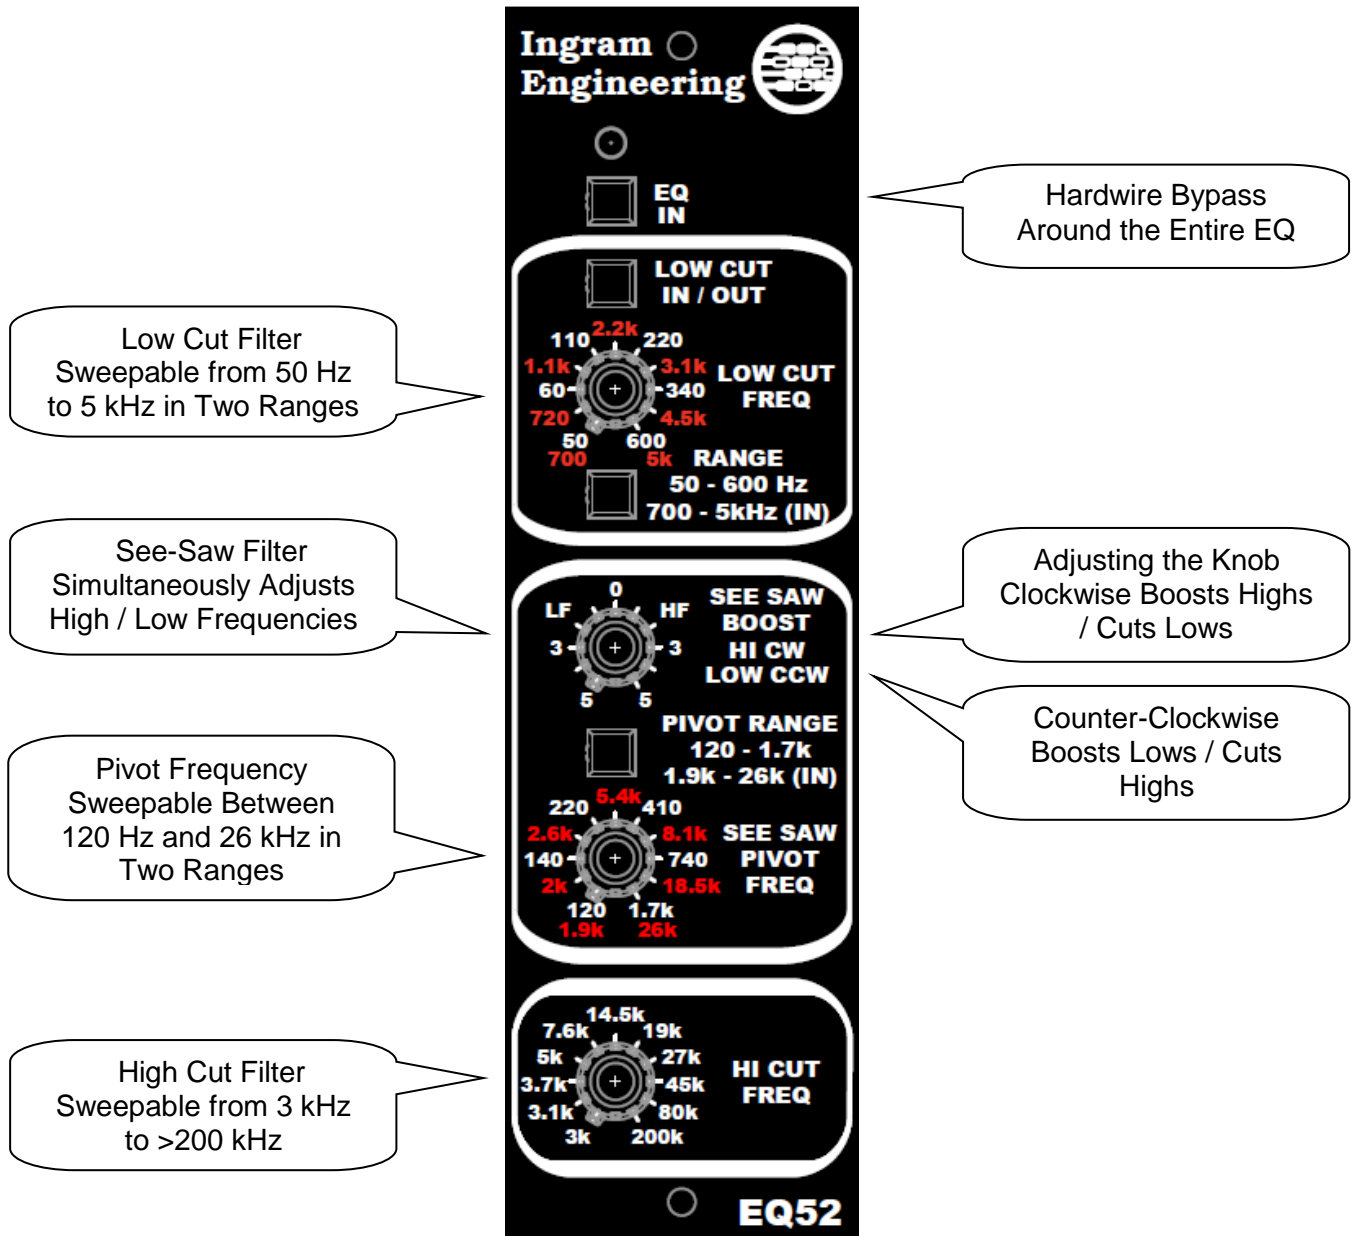 Ingram
Engineering
EQ
IN
Hardwire Bypass
Around the Entire EQ
LOW CUT
IN / OUT
Low Cut Filter
Sweepable from 50 Hz
to 5 kHz in Two Ranges
2.2k
110
220
1.1k
3.1k
60
340
720
4.5k
50
600
700
5k
LOW CUT
FREQ
RANGE
50 - 600 Hz
700 - 5kHz (IN)
See-Saw Filter
Simultaneously Adjusts
High / Low Frequencies
0
LF
HF
3
3
5
5
SEE SAW
BOOST
HI CW
LOW CCW
Adjusting the Knob
Clockwise Boosts Highs
/ Cuts Lows
Counter-Clockwise
Boosts Lows / Cuts
Highs
PIVOT RANGE
120 - 1.7k
1.9k - 26k (IN)
Pivot Frequency
Sweepable Between
120 Hz and 26 kHz in
Two Ranges
5.4k
220
410
2.6k
8.1k
140
740
2k
18.5k
120
1.7k
1.9k
26k
SEE SAW
PIVOT
FREQ
High Cut Filter
Sweepable from 3 kHz
to >200 kHz
14.5k
7.6k
19k
5k
27k
3.7k
45k
3.1k
80k
3k
200k
HI CUT
FREQ
EQ52